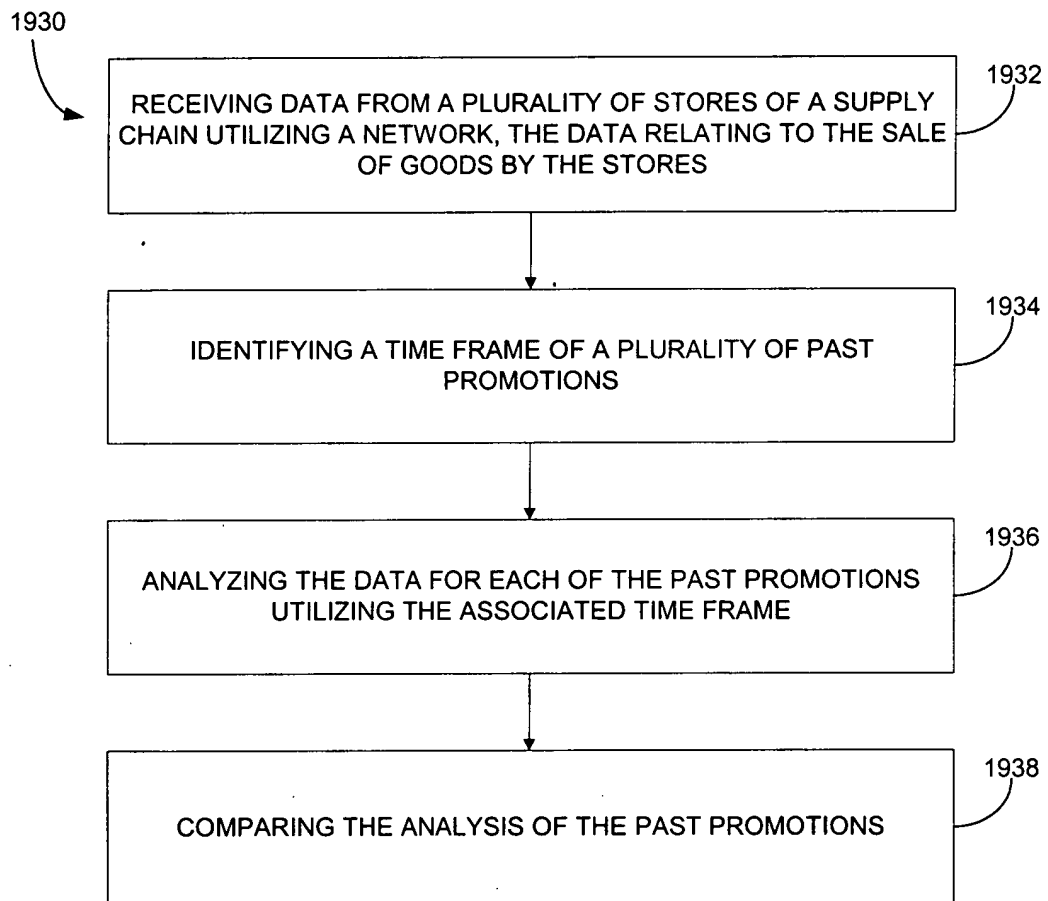 1930
1932
RECEIVING DATA FROM A PLURALITY OF STORES OF A SUPPLY
CHAIN UTILIZING A NETWORK, THE DATA RELATING TO THE SALE
OF GOODS BY THE STORES
1934
IDENTIFYING A TIME FRAME OF A PLURALITY OF PAST
PROMOTIONS
1936
ANALYZING THE DATA FOR EACH OF THE PAST PROMOTIONS
UTILIZING THE ASSOCIATED TIME FRAME
1938
COMPARING THE ANALYSIS OF THE PAST PROMOTIONS